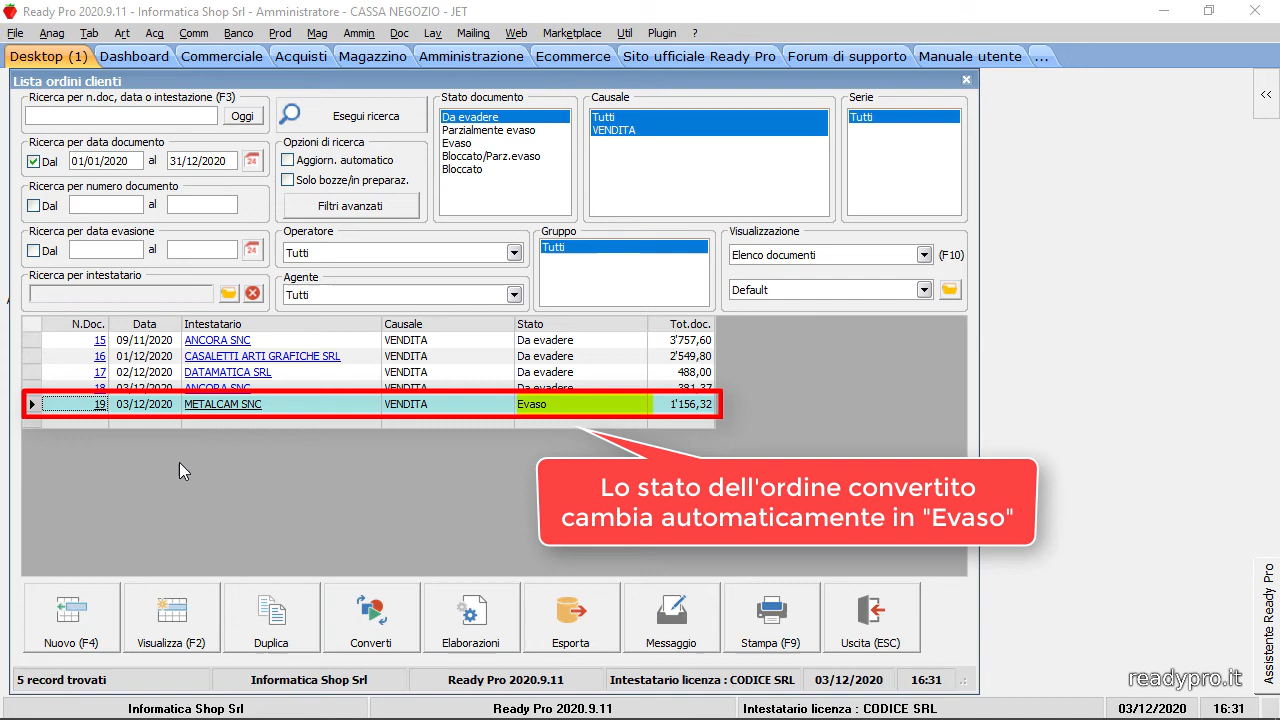 Ready Pro 2020.9.11 - Informatica Shop Srl - Amministratore - CASSA NEGOZIO - JET
File Anag Tab Art Acq Comm Banco Prod Mag Ammin Doc Lav Mailing Web Marketplace Util Plugin ?
Desktop (1) Dashboard Commerciale Acquisti Magazzino Amministrazione Ecommerce Sito ufficiale Ready Pro Forum di supporto Manuale utente ...
Lista ordini clienti
Ricerca per n.doc, data o intestazione (F3)
Oggi
Esegui ricerca
Ricerca per data documento
Dal 01/01/2020 al 31/12/2020
Opzioni di ricerca
Aggiorn. automatico
Solo bozze/in preparaz.
Filtri avanzati
Ricerca per numero documento
Dal al
Ricerca per data evasione
Dal al
Ricerca per intestatario
Stato documento
Da evadere
Parzialmente evaso
Evaso
Bloccato/Parz.evaso
Bloccato
Causale
Tutti
VENDITA
Serie
Tutti
Operatore
Tutti
Agente
Tutti
Gruppo
Tutti
Visualizzazione
Elenco documenti (F10)
Default
N.Doc. Data Intestatario Causale Stato Tot.doc.
15 09/11/2020 ANCORA SNC VENDITA Da evadere 3'757,60
16 01/12/2020 CASALETTI ARTI GRAFICHE SRL VENDITA Da evadere 2'549,80
17 02/12/2020 DATAMATICA SRL VENDITA Da evadere 488,00
18 03/12/2020 ANCORA SNC VENDITA Da evadere 381,37
19 03/12/2020 METALCAM SNC VENDITA Evaso 1'156,32
Lo stato dell'ordine convertito
cambia automaticamente in "Evaso"
Nuovo (F4) Visualizza (F2) Duplica Converti Elaborazioni Esporta Messaggio Stampa (F9) Uscita (ESC)
5 record trovati Informatica Shop Srl Ready Pro 2020.9.11 Intestatario licenza : CODICE SRL 03/12/2020 16:31
Assistente Ready Pro
readypro.it
Informatica Shop Srl Ready Pro 2020.9.11 Intestatario licenza : CODICE SRL 03/12/2020 16:31